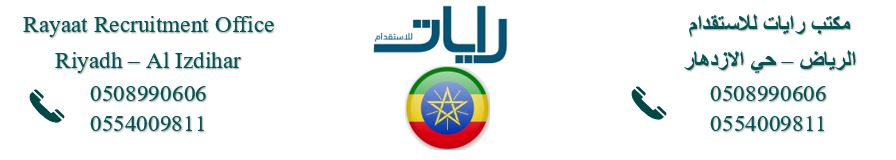 Rayaat Recruitment Office
Riyadh – Al Izdihar
0508990606
0554009811
رايات
للاستقدام
مكتب رايات للاستقدام
الرياض – حي الازدهار
0508990606
0554009811